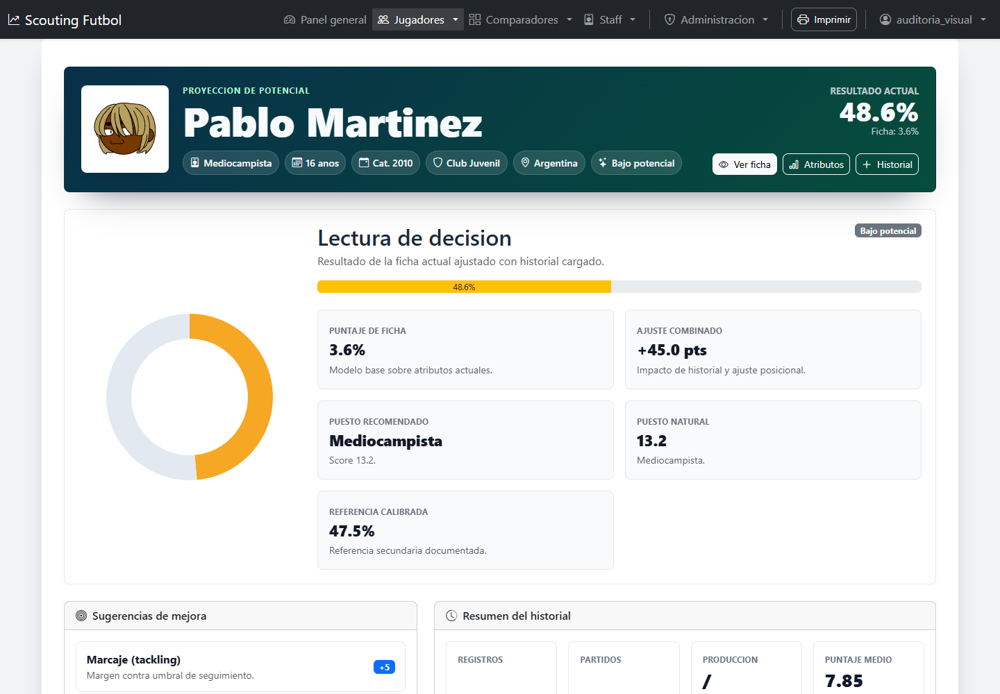 Scouting Futbol
Panel general
Jugadores
Comparadores
Staff
Administracion
Imprimir
auditoria_visual
PROYECCION DE POTENCIAL
Pablo Martinez
Mediocampista
16 anos
Cat. 2010
Club Juvenil
Argentina
Bajo potencial
RESULTADO ACTUAL
48.6%
Ficha: 3.6%
Ver ficha
Atributos
Historial
Lectura de decision
Bajo potencial
Resultado de la ficha actual ajustado con historial cargado.
48.6%
PUNTAJE DE FICHA
3.6%
Modelo base sobre atributos actuales.
AJUSTE COMBINADO
+45.0 pts
Impacto de historial y ajuste posicional.
PUESTO RECOMENDADO
Mediocampista
Score 13.2.
PUESTO NATURAL
13.2
Mediocampista.
REFERENCIA CALIBRADA
47.5%
Referencia secundaria documentada.
Sugerencias de mejora
Marcaje (tackling)
Margen contra umbral de seguimiento.
+5
Resumen del historial
REGISTROS
PARTIDOS
PRODUCCION
/
PUNTAJE MEDIO
7.85